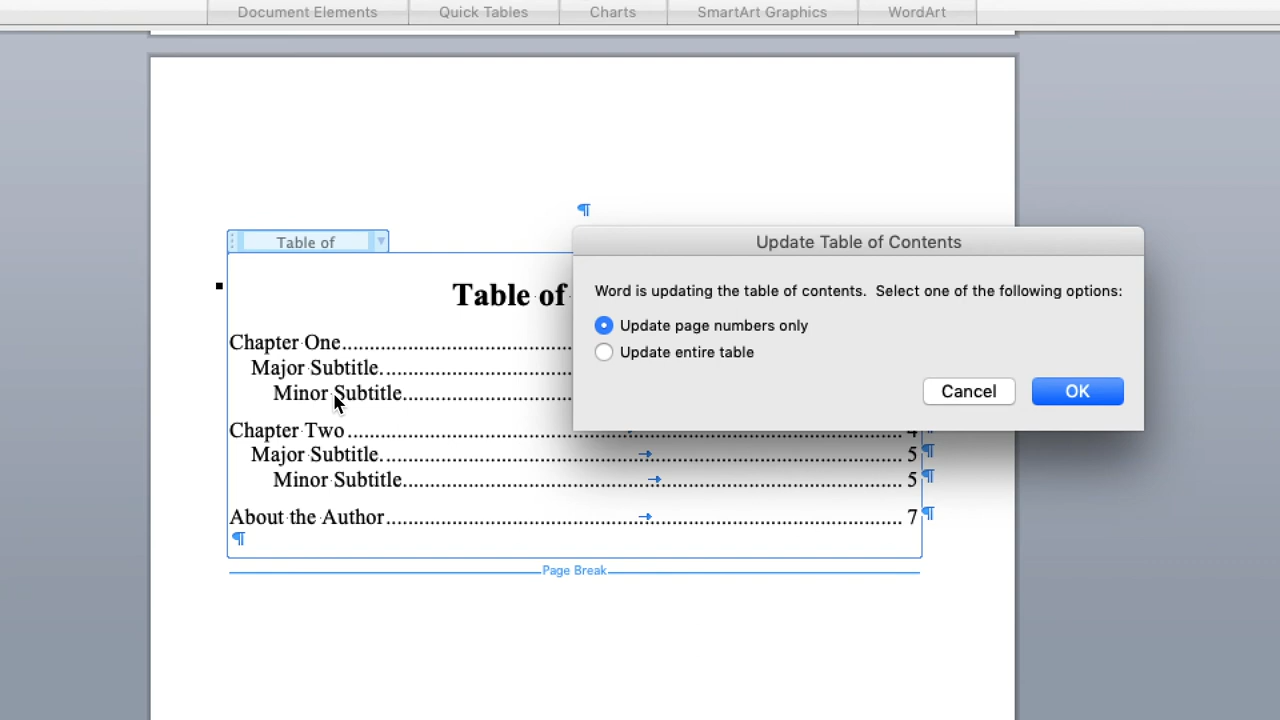 Document Elements Quick Tables Charts SmartArt Graphics WordArt
¶
Table of
Update Table of Contents
Word is updating the table of contents. Select one of the following options:
Table of
Update page numbers only
Chapter One
Update entire table
Major Subtitle
Minor Subtitle
Cancel OK
Chapter Two 4 ¶
Major Subtitle 5 ¶
Minor Subtitle 5 ¶
About the Author 7 ¶
¶
Page Break